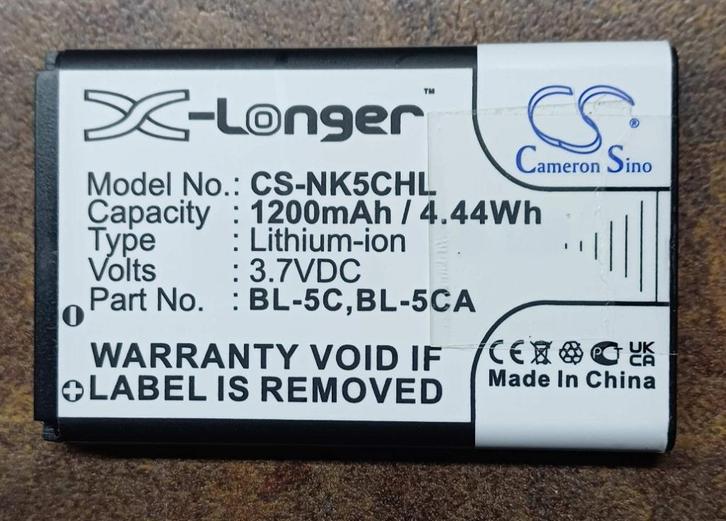 X-Longer™
CS®
Cameron Sino
Model No.: CS-NK5CHL
Capacity : 1200mAh / 4.44Wh
Type : Lithium-ion
Volts : 3.7VDC
Part No. : BL-5C,BL-5CA
WARRANTY VOID IF
LABEL IS REMOVED
CE UK CA
Made In China